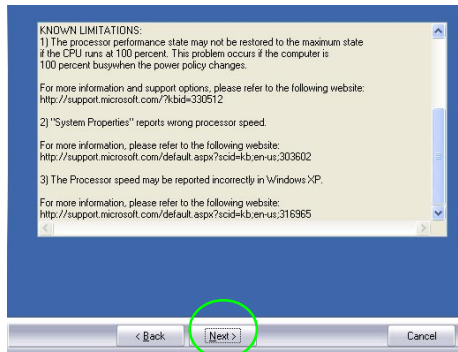 KNOWN LIMITATIONS:
1) The processor performance state may not be restored to the maximum state
if the CPU runs at 100 percent. This problem occurs if the computer is
100 percent busywhen the power policy changes.
For more information and support options, please refer to the following website:
http://support.microsoft.com/?kbid=330512
2) "System Properties" reports wrong processor speed.
For more information, please refer to the following website:
http://support.microsoft.com/default.aspx?scid=kb;en-us;303602
3) The Processor speed may be reported incorrectly in Windows XP.
For more information, please refer to the following website:
http://support.microsoft.com/default.aspx?scid=kb;en-us;316965
< Back Next > Cancel